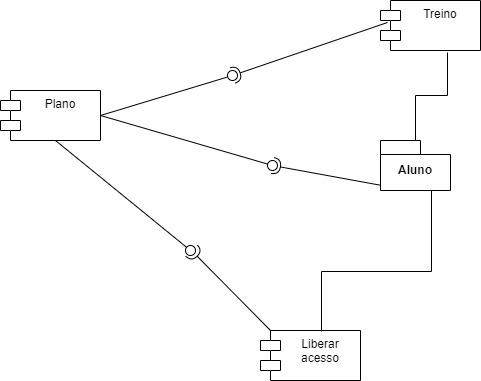 Treino
Plano
Aluno
Liberar
acesso